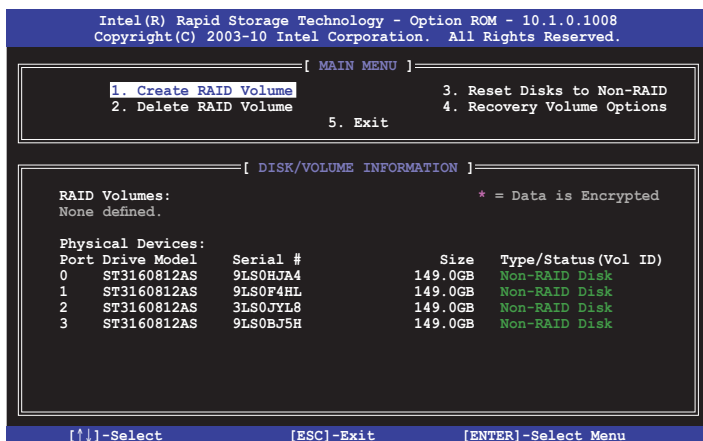 Intel(R) Rapid Storage Technology - Option ROM - 10.1.0.1008
Copyright(C) 2003-10 Intel Corporation.  All Rights Reserved.
[ MAIN MENU ]
1. Create RAID Volume 3. Reset Disks to Non-RAID
2. Delete RAID Volume 4. Recovery Volume Options
5. Exit
[ DISK/VOLUME INFORMATION ]
RAID Volumes: * = Data is Encrypted
None defined.
Physical Devices:
Port Drive Model Serial # Size Type/Status(Vol ID)
0 ST3160812AS 9LS0HJA4 149.0GB Non-RAID Disk
1 ST3160812AS 9LS0F4HL 149.0GB Non-RAID Disk
2 ST3160812AS 3LS0JYL8 149.0GB Non-RAID Disk
3 ST3160812AS 9LS0BJ5H 149.0GB Non-RAID Disk
[↑↓]-Select [ESC]-Exit [ENTER]-Select Menu